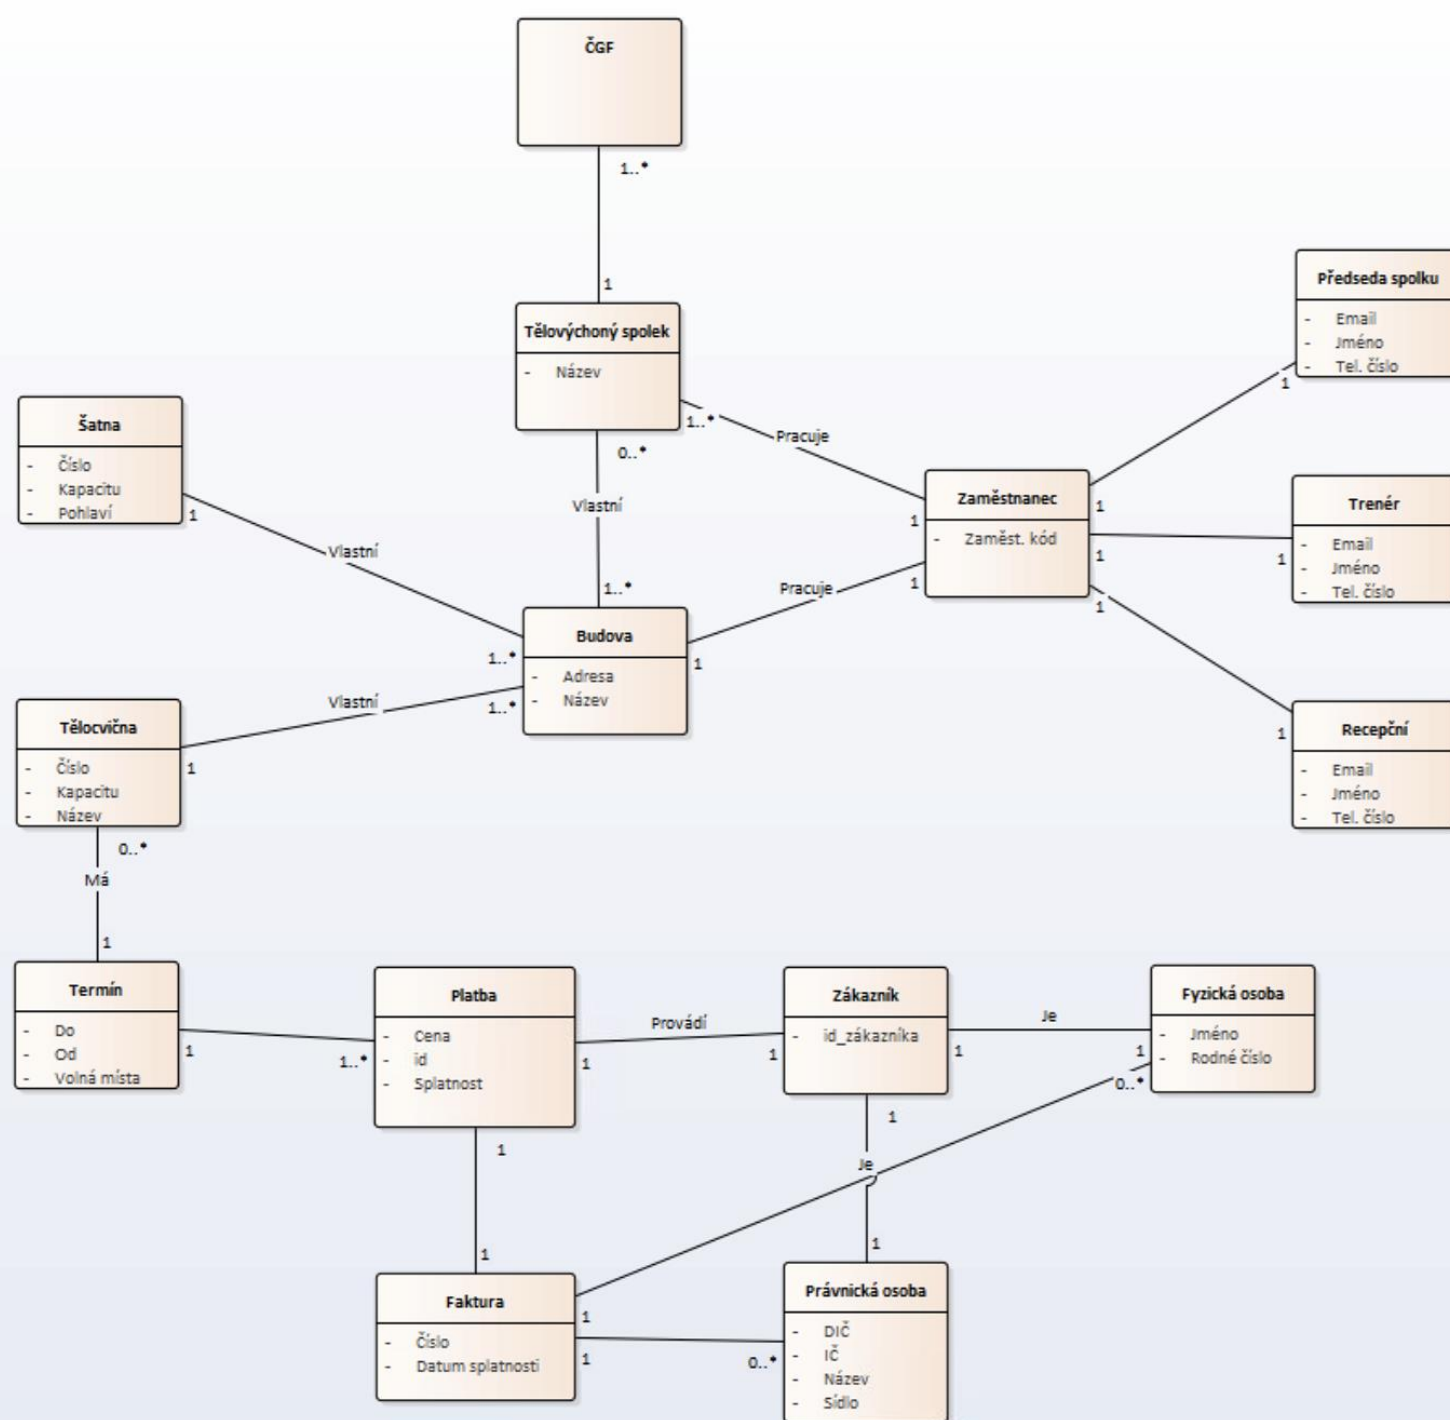 ČGF
1..*
1
Tělovýchoný spolek
- Název
1..*
0..*
Pracuje
Vlastní
Předseda spolku
- Email
- Jméno
- Tel. číslo
1
Šatna
- Číslo
- Kapacitu
- Pohlaví
1
Vlastní
Zaměstnanec
- Zaměst. kód
1
1
1
1
1
Trenér
- Email
- Jméno
- Tel. číslo
1
Pracuje
1..*
Budova
- Adresa
- Název
1..*
1..*
1
Vlastní
Recepční
- Email
- Jméno
- Tel. číslo
1
Tělocvična
- Číslo
- Kapacitu
- Název
1
0..*
Má
1
Termín
- Do
- Od
- Volná místa
1
1..*
Platba
- Cena
- id
- Splatnost
1
Provádí
1
Zákazník
- id_zákazníka
1
Je
1
Fyzická osoba
- Jméno
- Rodné číslo
0..*
1
1
Je
1
1
Faktura
- Číslo
- Datum splatnosti
1
1
0..*
Právnická osoba
- DIČ
- IČ
- Název
- Sídlo